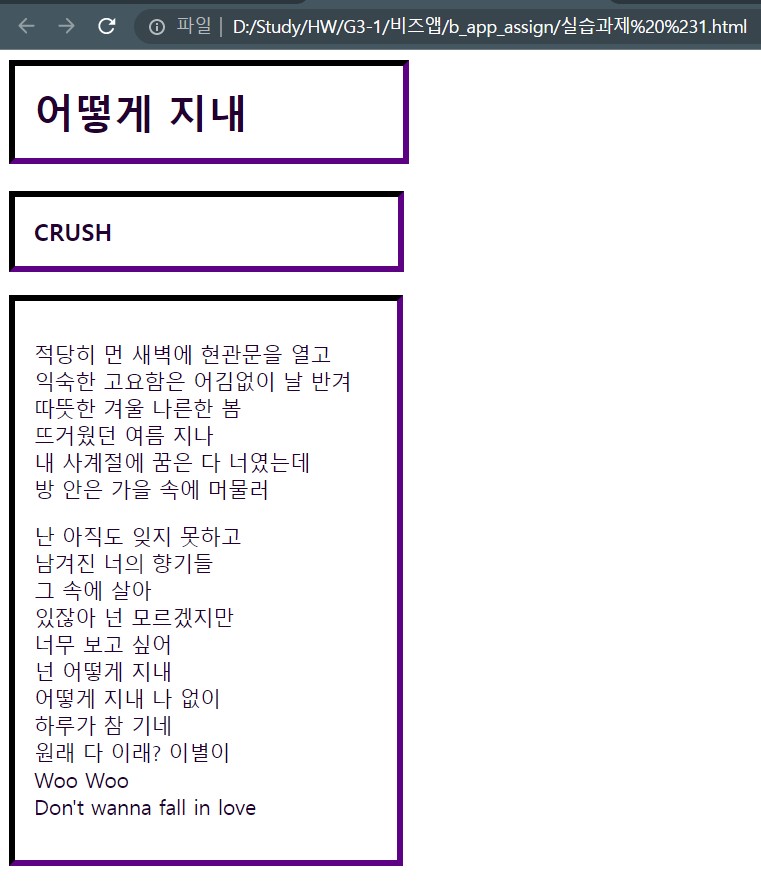 파일 | D:/Study/HW/G3-1/비즈앱/b_app_assign/실습과제%20%231.html
어떻게 지내
CRUSH
적당히 먼 새벽에 현관문을 열고
익숙한 고요함은 어김없이 날 반겨
따뜻한 겨울 나른한 봄
뜨거웠던 여름 지나
내 사계절에 꿈은 다 너였는데
방 안은 가을 속에 머물러
난 아직도 잊지 못하고
남겨진 너의 향기들
그 속에 살아
있잖아 넌 모르겠지만
너무 보고 싶어
넌 어떻게 지내
어떻게 지내 나 없이
하루가 참 기네
원래 다 이래? 이별이
Woo Woo
Don't wanna fall in love